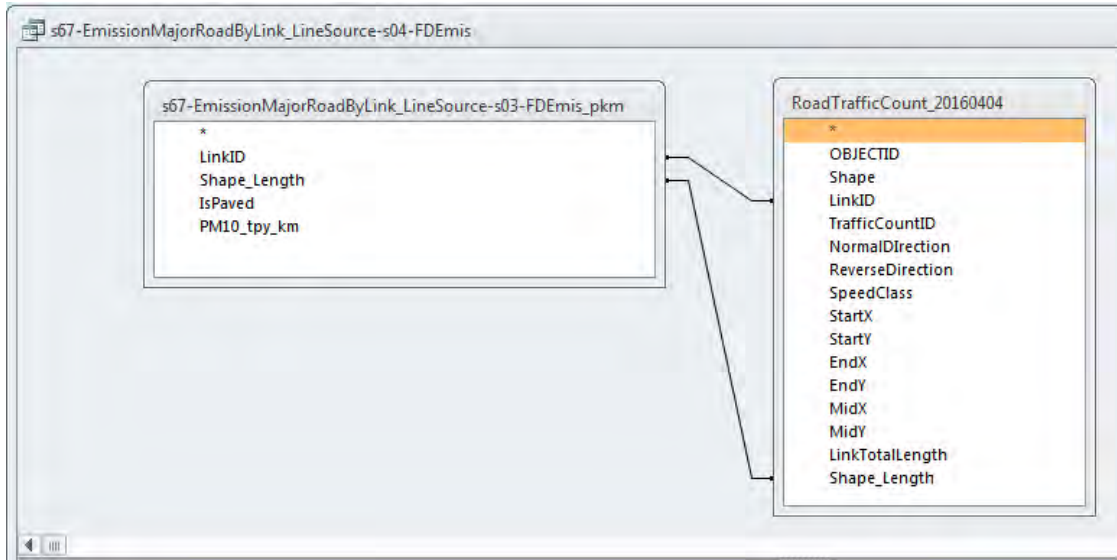 s67-EmissionMajorRoadByLink_LineSource-s04-FDEmis
s67-EmissionMajorRoadByLink_LineSource-s03-FDEmis_pkm
*
LinkID
Shape_Length
IsPaved
PM10_tpy_km
RoadTrafficCount_20160404
*
OBJECTID
Shape
LinkID
TrafficCountID
NormalDIrection
ReverseDirection
SpeedClass
StartX
StartY
EndX
EndY
MidX
MidY
LinkTotalLength
Shape_Length